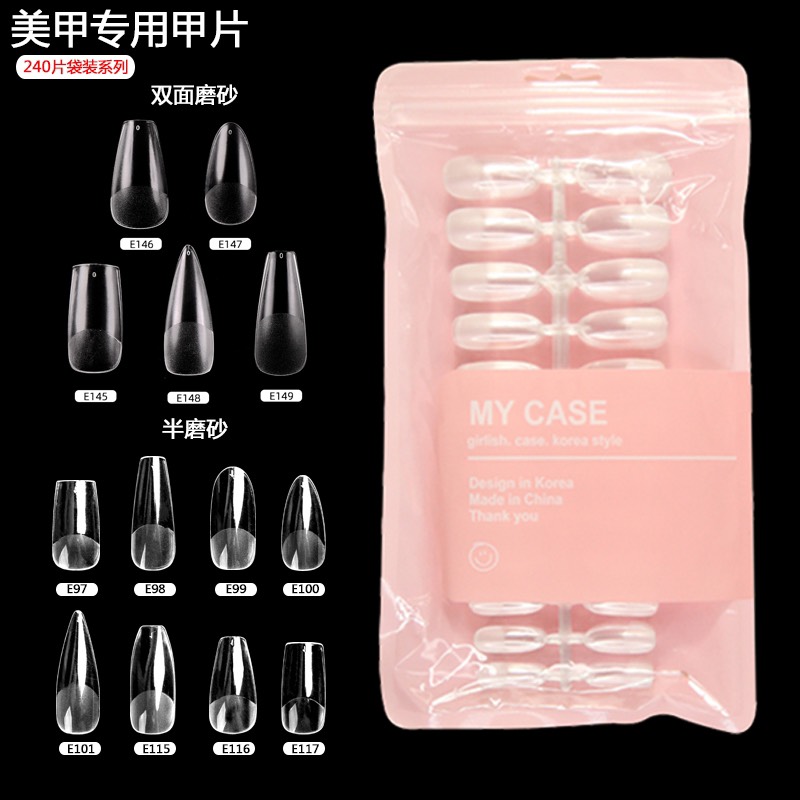 美甲专用甲片
240片袋装系列
双面磨砂
E146
E147
E145
E148
E149
半磨砂
E97
E98
E99
E100
E101
E115
E116
E117
MY CASE
girlish. case. korea style
Design in Korea
Made in China
Thank you